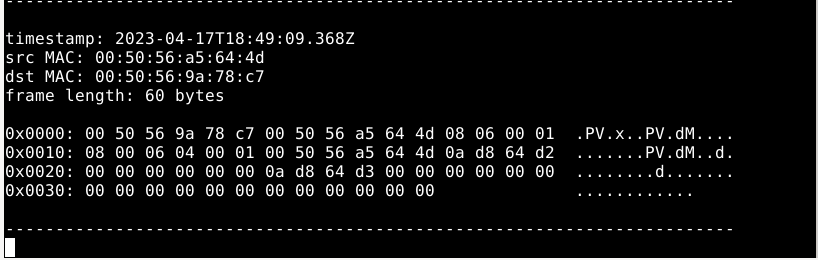 -------------------------------------------------------------------------
timestamp: 2023-04-17T18:49:09.368Z
src MAC: 00:50:56:a5:64:4d
dst MAC: 00:50:56:9a:78:c7
frame length: 60 bytes
0x0000: 00 50 56 9a 78 c7 00 50 56 a5 64 4d 08 06 00 01  .PV.x..PV.dM....
0x0010: 08 00 06 04 00 01 00 50 56 a5 64 4d 0a d8 64 d2  .......PV.dM..d.
0x0020: 00 00 00 00 00 00 0a d8 64 d3 00 00 00 00 00 00  ........d.......
0x0030: 00 00 00 00 00 00 00 00 00 00 00 00              ............
-------------------------------------------------------------------------